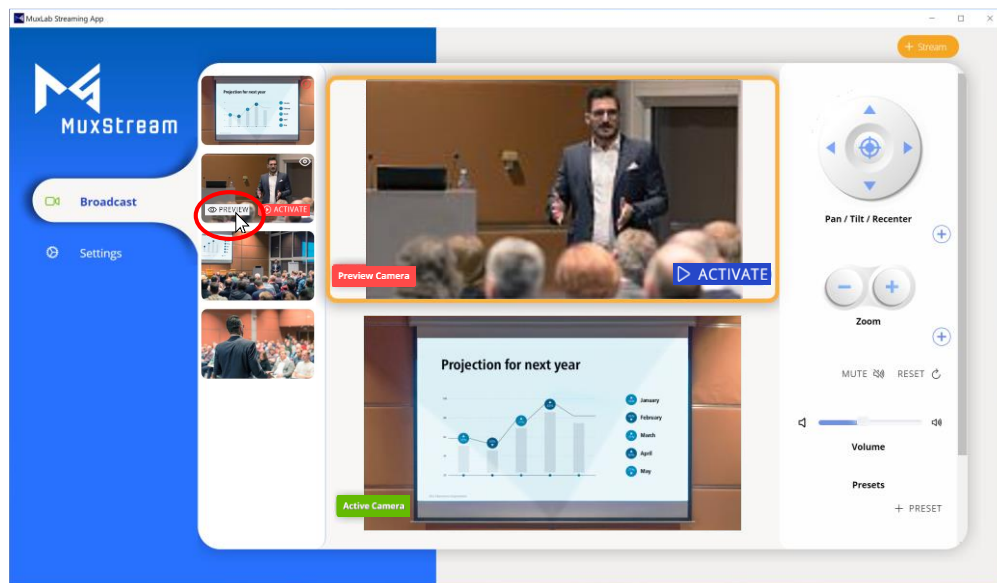 MuxLab Streaming App
+ Stream
MuxStream
Broadcast
Settings
Projection for next year
PREVIEW
ACTIVATE
Preview Camera
ACTIVATE
Projection for next year
January
February
March
April
May
Active Camera
Pan / Tilt / Recenter
Zoom
MUTE
RESET
Volume
Presets
+ PRESET